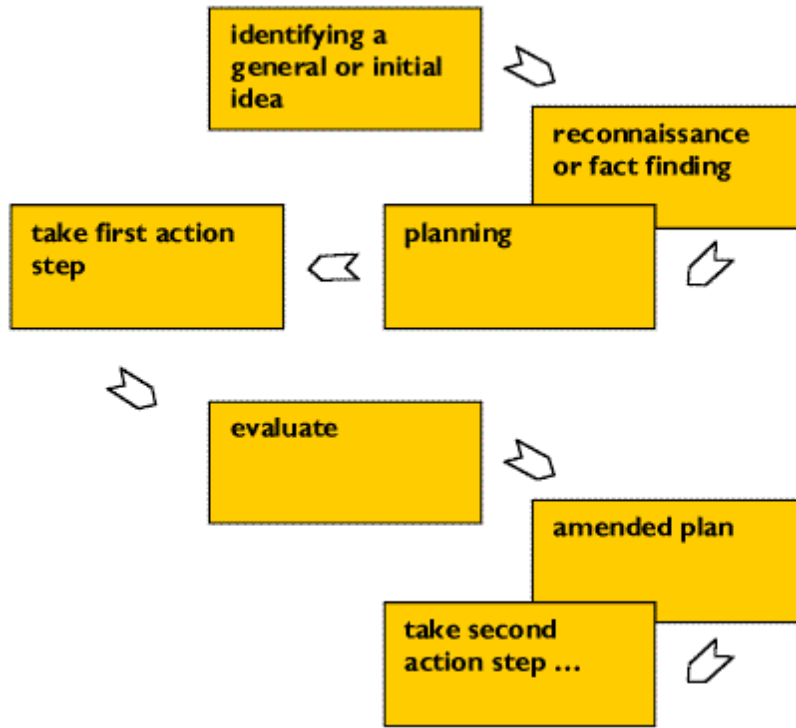 identifying a
general or initial
idea
reconnaissance
or fact finding
planning
take first action
step
evaluate
amended plan
take second
action step ...